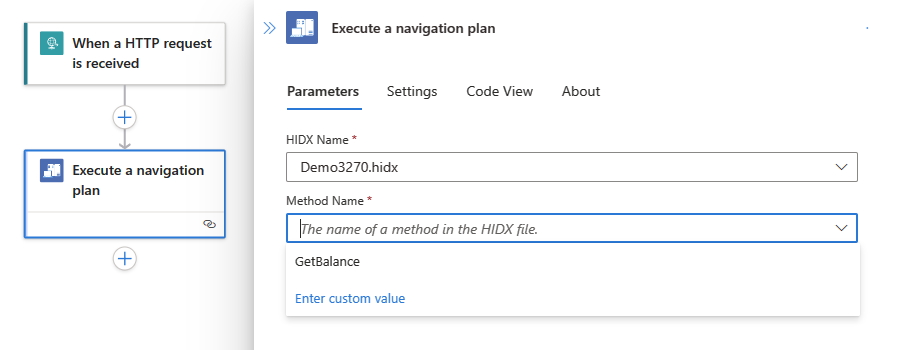 When a HTTP request
is received
Execute a navigation
plan
Execute a navigation plan
Parameters Settings Code View About
HIDX Name *
Demo3270.hidx
Method Name *
The name of a method in the HIDX file.
GetBalance
Enter custom value